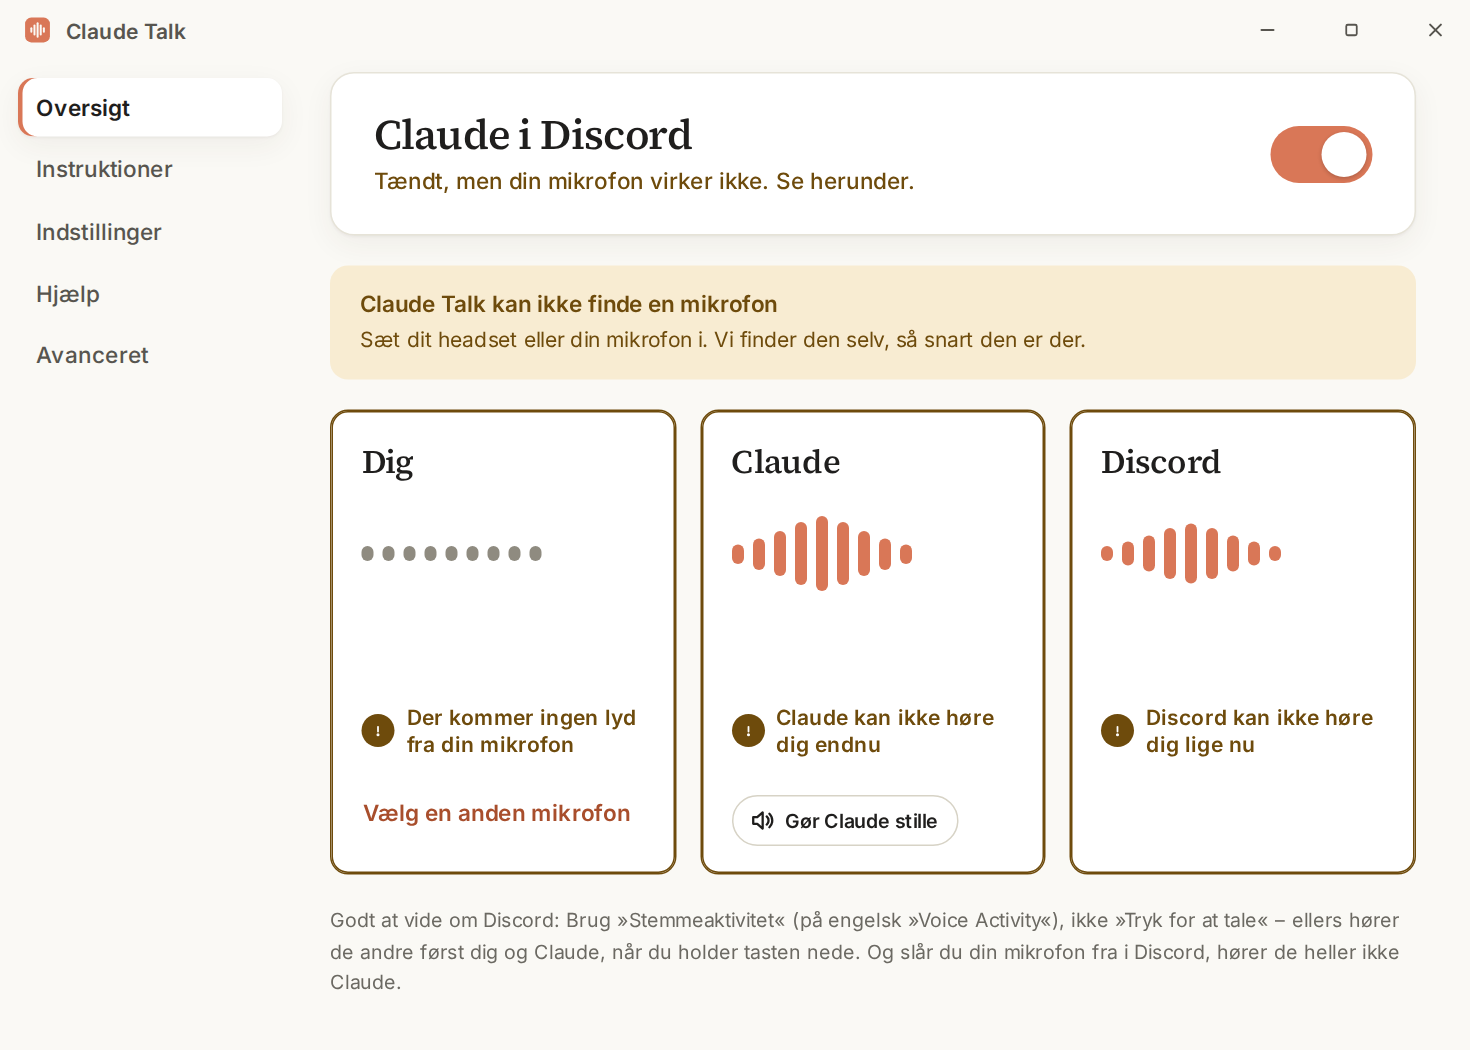 Claude Talk
Oversigt
Instruktioner
Indstillinger
Hjælp
Avanceret
Claude i Discord
Tændt, men din mikrofon virker ikke. Se herunder.
Claude Talk kan ikke finde en mikrofon
Sæt dit headset eller din mikrofon i. Vi finder den selv, så snart den er der.
Dig
! Der kommer ingen lyd
fra din mikrofon
Vælg en anden mikrofon
Claude
! Claude kan ikke høre
dig endnu
Gør Claude stille
Discord
! Discord kan ikke høre
dig lige nu
Godt at vide om Discord: Brug »Stemmeaktivitet« (på engelsk »Voice Activity«), ikke »Tryk for at tale« – ellers hører
de andre først dig og Claude, når du holder tasten nede. Og slår du din mikrofon fra i Discord, hører de heller ikke
Claude.